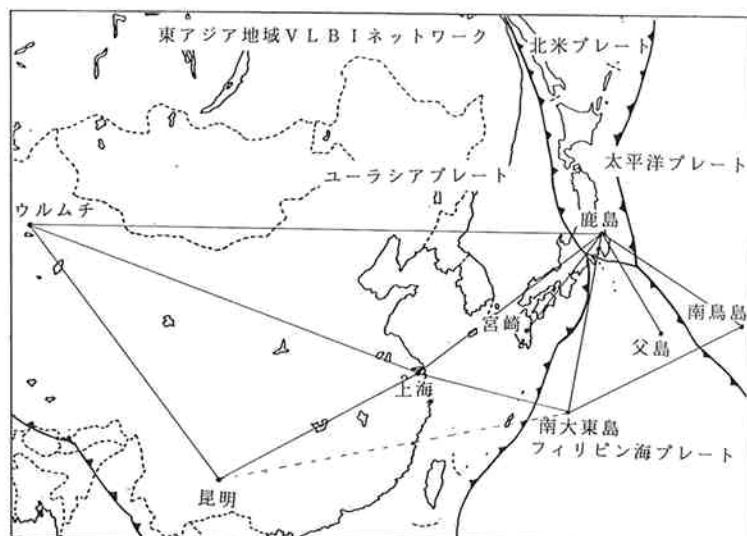 東アジア地域VLBIネットワーク
北米プレート
太平洋プレート
ユーラシアプレート
ウルムチ
鹿島
南鳥島
宮崎
父島
上海
南大東島
フィリピン海プレート
昆明